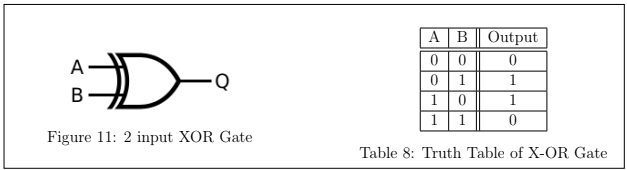 A
B
Q
Figure 11: 2 input XOR Gate
A B Output
0 0 0
0 1 1
1 0 1
1 1 0
Table 8: Truth Table of X-OR Gate